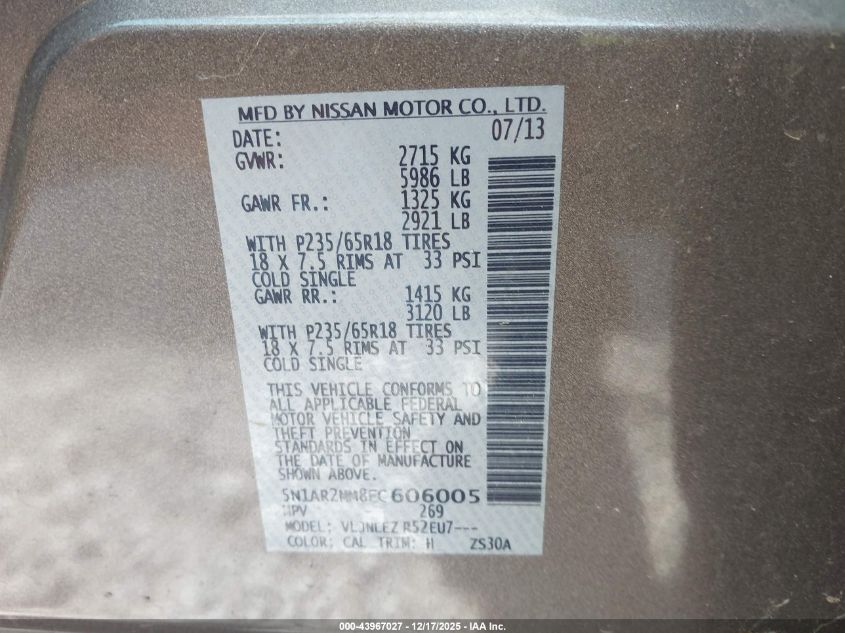 MFD BY NISSAN MOTOR CO., LTD.
DATE: 07/13
GVWR: 2715 KG
5986 LB
GAWR FR.: 1325 KG
2921 LB
WITH P235/65R18 TIRES
18 X 7.5 RIMS AT 33 PSI
COLD SINGLE
GAWR RR.: 1415 KG
3120 LB
WITH P235/65R18 TIRES
18 X 7.5 RIMS AT 33 PSI
COLD SINGLE
THIS VEHICLE CONFORMS TO
ALL APPLICABLE FEDERAL
MOTOR VEHICLE SAFETY AND
THEFT PREVENTION
STANDARDS IN EFFECT ON
THE DATE OF MANUFACTURE
SHOWN ABOVE.
5N1AR2MM8EC606005
MPV 269
MODEL: R52EU7---
COLOR: CAL TRIM: H ZS30A
000-43967027 — 12/17/2025 — IAA Inc.